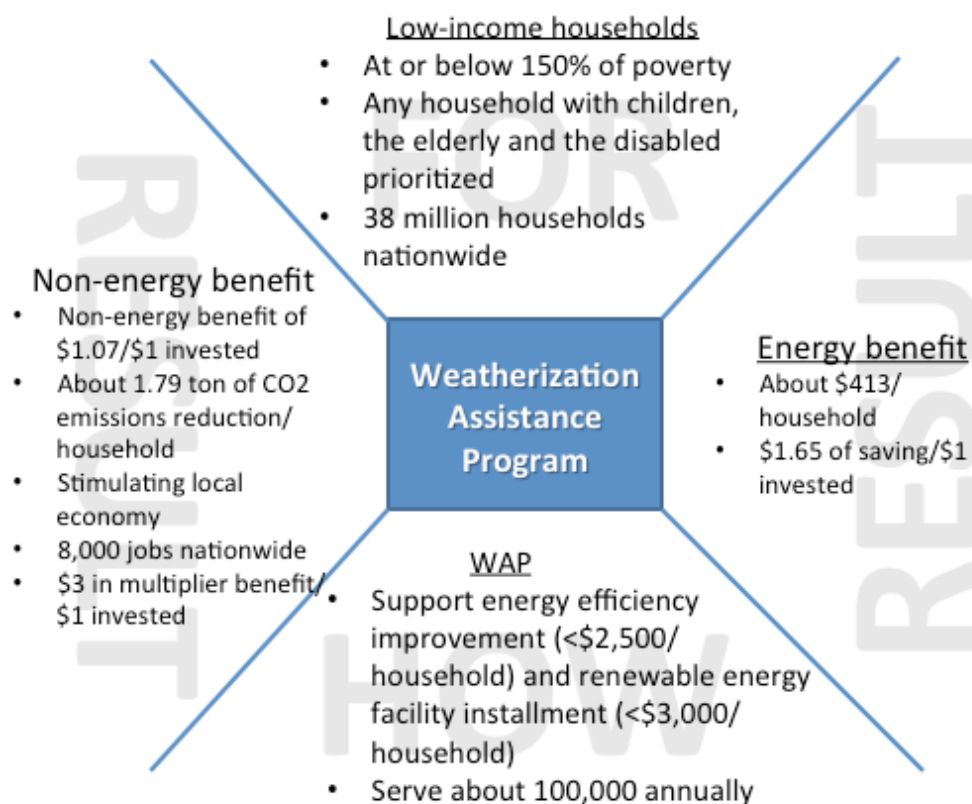 Low-income households
• At or below 150% of poverty
• Any household with children,
the elderly and the disabled
prioritized
• 38 million households
nationwide
FOR
RESULT
Non-energy benefit
• Non-energy benefit of
$1.07/$1 invested
• About 1.79 ton of CO2
emissions reduction/
household
• Stimulating local
economy
• 8,000 jobs nationwide
• $3 in multiplier benefit/
$1 invested
Weatherization
Assistance
Program
RESULT
Energy benefit
• About $413/
household
• $1.65 of saving/$1
invested
HOW
WAP
• Support energy efficiency
improvement (<$2,500/
household) and renewable energy
facility installment (<$3,000/
household)
• Serve about 100,000 annually